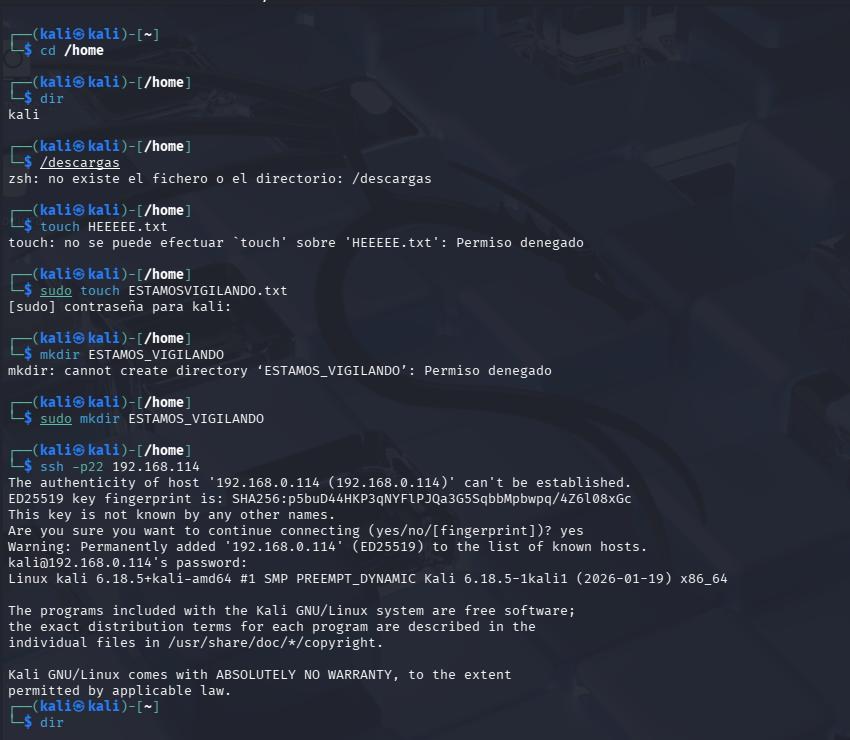 ┌──(kali㉿kali)-[~]
└─$ cd /home
┌──(kali㉿kali)-[/home]
└─$ dir
kali
┌──(kali㉿kali)-[/home]
└─$ /descargas
zsh: no existe el fichero o el directorio: /descargas
┌──(kali㉿kali)-[/home]
└─$ touch HEEEEE.txt
touch: no se puede efectuar `touch' sobre 'HEEEEE.txt': Permiso denegado
┌──(kali㉿kali)-[/home]
└─$ sudo touch ESTAMOSVIGILANDO.txt
[sudo] contraseña para kali:
┌──(kali㉿kali)-[/home]
└─$ mkdir ESTAMOS_VIGILANDO
mkdir: cannot create directory ‘ESTAMOS_VIGILANDO’: Permiso denegado
┌──(kali㉿kali)-[/home]
└─$ sudo mkdir ESTAMOS_VIGILANDO
┌──(kali㉿kali)-[/home]
└─$ ssh -p22 192.168.114
The authenticity of host '192.168.0.114 (192.168.0.114)' can't be established.
ED25519 key fingerprint is: SHA256:p5buD44HKP3qNYFlPJQa3G5SqbbMpbwpq/4Z6l08xGc
This key is not known by any other names.
Are you sure you want to continue connecting (yes/no/[fingerprint])? yes
Warning: Permanently added '192.168.0.114' (ED25519) to the list of known hosts.
kali@192.168.0.114's password:
Linux kali 6.18.5+kali-amd64 #1 SMP PREEMPT_DYNAMIC Kali 6.18.5-1kali1 (2026-01-19) x86_64
The programs included with the Kali GNU/Linux system are free software;
the exact distribution terms for each program are described in the
individual files in /usr/share/doc/*/copyright.
Kali GNU/Linux comes with ABSOLUTELY NO WARRANTY, to the extent
permitted by applicable law.
┌──(kali㉿kali)-[~]
└─$ dir